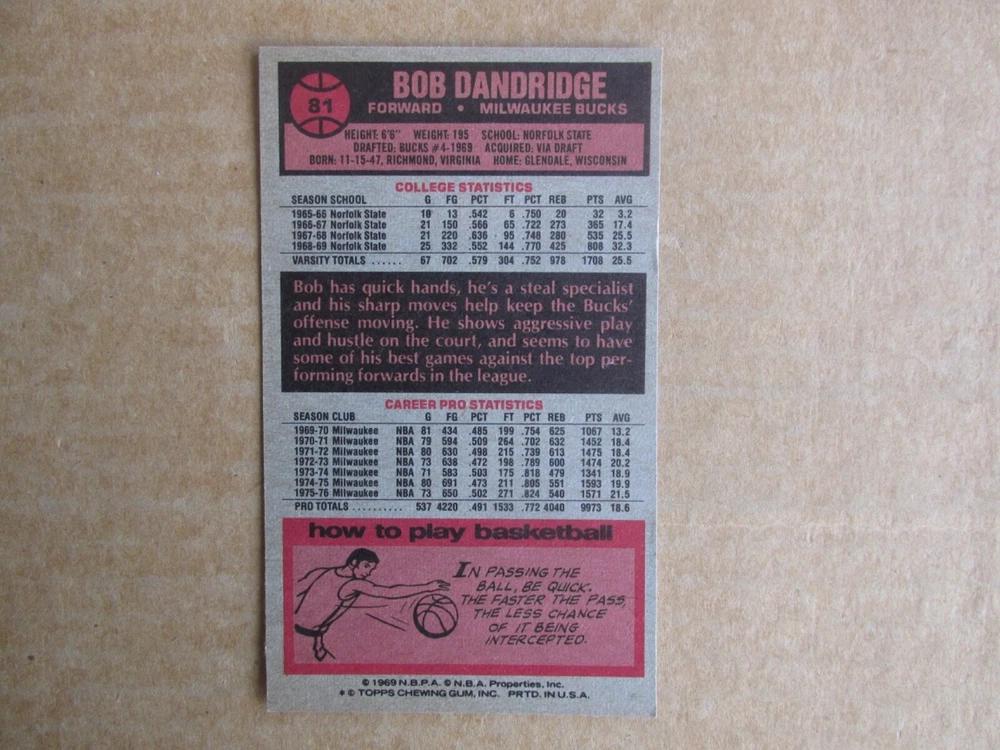 81
BOB DANDRIDGE
FORWARD • MILWAUKEE BUCKS
HEIGHT: 6'6" WEIGHT: 195 SCHOOL: NORFOLK STATE
DRAFTED: BUCKS #4-1969 ACQUIRED: VIA DRAFT
BORN: 11-15-47, RICHMOND, VIRGINIA HOME: GLENDALE, WISCONSIN
COLLEGE STATISTICS
SEASON SCHOOL G FG PCT FT PCT REB PTS AVG
1965-66 Norfolk State 10 13 .542 6 .750 20 32 3.2
1966-67 Norfolk State 21 150 .566 65 .722 273 365 17.4
1967-68 Norfolk State 21 220 .636 95 .748 280 535 25.5
1968-69 Norfolk State 25 332 .552 144 .770 425 808 32.3
VARSITY TOTALS ...... 67 702 .579 304 .752 978 1708 25.5
Bob has quick hands, he's a steal specialist
and his sharp moves help keep the Bucks'
offense moving. He shows aggressive play
and hustle on the court, and seems to have
some of his best games against the top per-
forming forwards in the league.
CAREER PRO STATISTICS
SEASON CLUB G FG PCT FT PCT REB PTS AVG
1969-70 Milwaukee NBA 81 434 .485 199 .754 625 1067 13.2
1970-71 Milwaukee NBA 79 594 .509 264 .702 632 1452 18.4
1971-72 Milwaukee NBA 80 630 .498 215 .739 613 1475 18.4
1972-73 Milwaukee NBA 73 638 .472 198 .789 600 1474 20.2
1973-74 Milwaukee NBA 71 583 .503 175 .818 479 1341 18.9
1974-75 Milwaukee NBA 80 691 .473 211 .805 551 1593 19.9
1975-76 Milwaukee NBA 73 650 .502 271 .824 540 1571 21.5
PRO TOTALS .......... 537 4220 .491 1533 .772 4040 9973 18.6
how to play basketball
IN PASSING THE
BALL, BE QUICK.
THE FASTER THE PASS,
THE LESS CHANCE
OF IT BEING
INTERCEPTED.
© 1969 N.B.P.A. © N.B.A. Properties, Inc.
* © TOPPS CHEWING GUM, INC. PRTD. IN U.S.A.